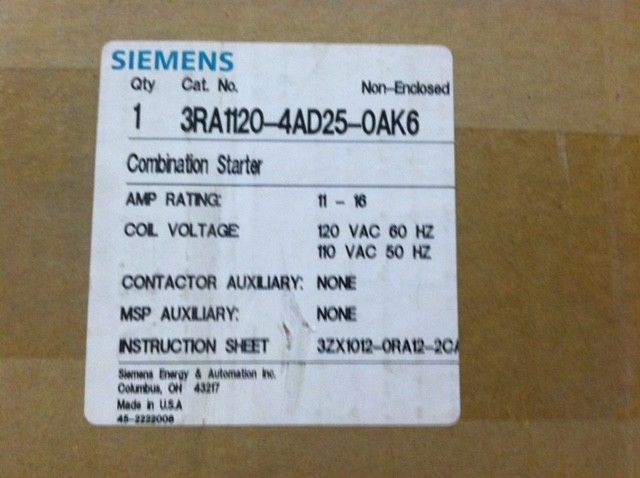 SIEMENS
Qty Cat. No. Non-Enclosed
1 3RA1120-4AD25-0AK6
Combination Starter
AMP RATING: 11 - 16
COIL VOLTAGE 120 VAC 60 HZ
110 VAC 50 HZ
CONTACTOR AUXILIARY: NONE
MSP AUXILIARY: NONE
INSTRUCTION SHEET 3ZX1012-0RA12-2CA
Siemens Energy & Automation Inc.
Columbus, OH 43217
Made in U.S.A
45-2222006